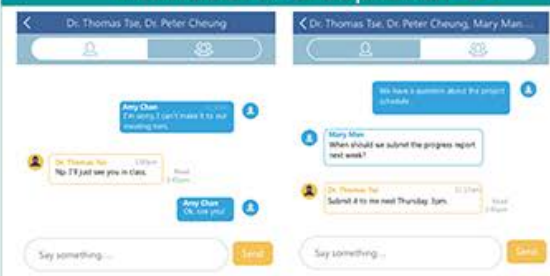 Dr. Thomas Tse, Dr. Peter Cheung
Amy Chan
I'm sorry, I can't make it to our
meeting
Dr. Thomas Tse
Np. I'll just see you in class.
Read
Amy Chan
Ok, see you!
Say something...
Send
Dr. Thomas Tse, Dr. Peter Cheung, Mary Man...
We have a question about the project
schedule.
Mary Man
When should we submit the progress report
next week?
Dr. Thomas Tse
Submit it to me next Thursday, 3pm.
Read
Say something...
Send